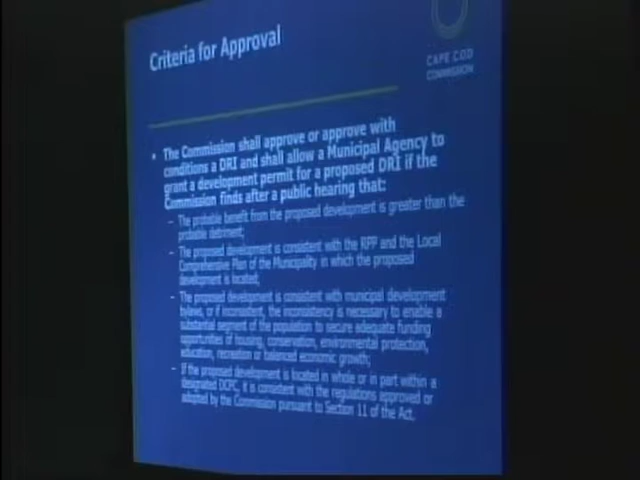 Criteria for Approval
CAPE COD
COMMISSION
• The Commission shall approve or approve with
conditions a DRI and shall allow a Municipal Agency to
grant a development permit for a proposed DRI if the
Commission finds after a public hearing that:
– The probable benefit from the proposed development is greater than the
probable detriment;
– The proposed development is consistent with the RPP and the Local
Comprehensive Plan of the Municipality in which the proposed
development is located;
– The proposed development is consistent with municipal development
bylaws, or if inconsistent, the inconsistency is necessary to enable a
substantial segment of the population to secure adequate funding
opportunities of housing, conservation, environmental protection,
education, recreation or balanced economic growth;
– If the proposed development is located in whole or in part within a
designated DCPC, it is consistent with the regulations approved or
adopted by the Commission pursuant to Section 11 of the Act.